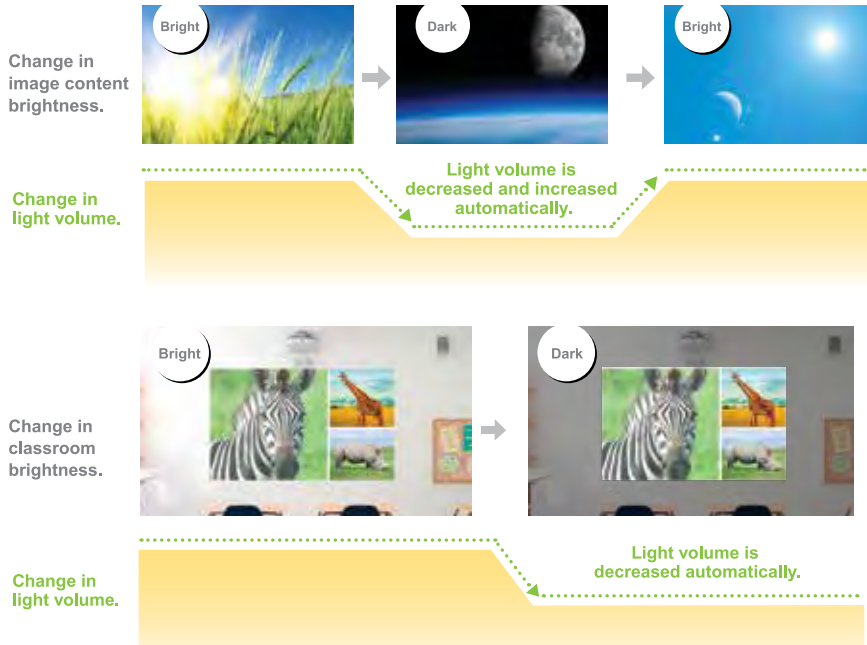 Bright
Dark
Bright
Change in
image content
brightness.
Light volume is
decreased and increased
automatically.
Change in
light volume.
Bright
Dark
Change in
classroom
brightness.
Light volume is
decreased automatically.
Change in
light volume.